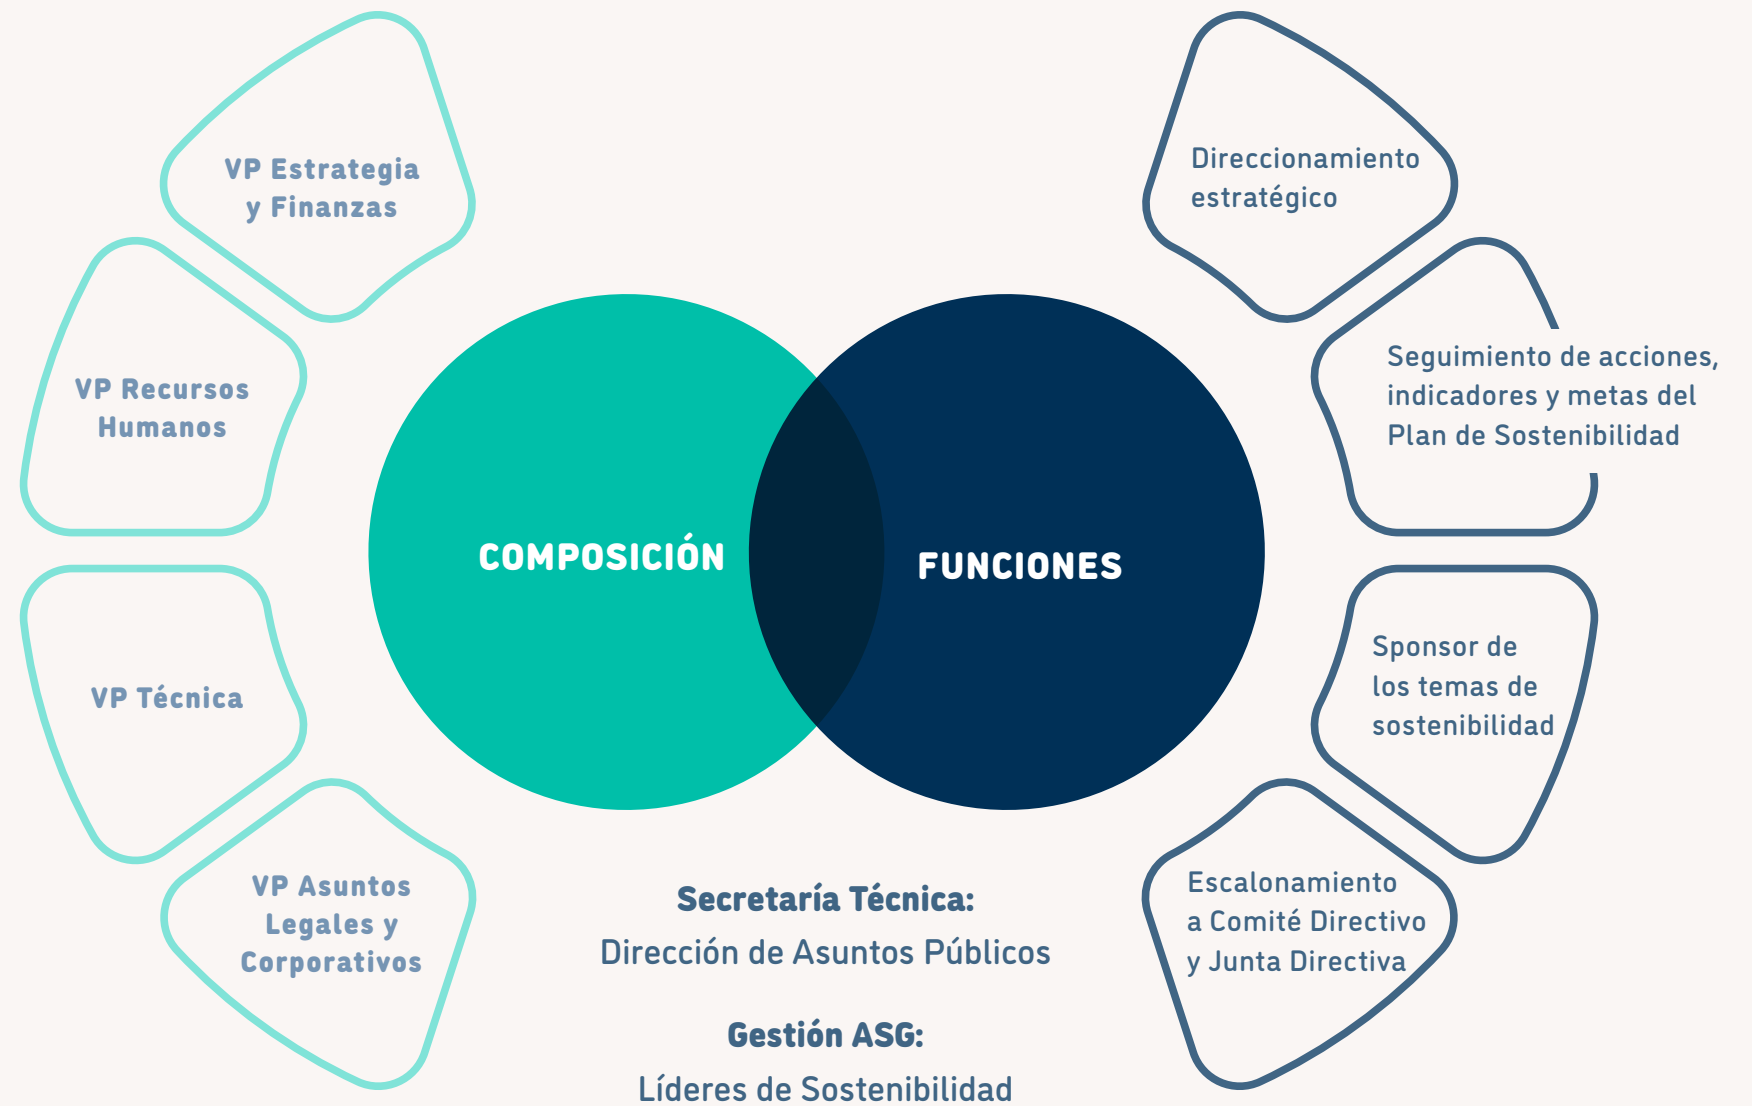 VP Estrategia
y Finanzas
VP Recursos
Humanos
VP Técnica
VP Asuntos
Legales y
Corporativos
COMPOSICIÓN
FUNCIONES
Direccionamiento
estratégico
Seguimiento de acciones,
indicadores y metas del
Plan de Sostenibilidad
Sponsor de
los temas de
sostenibilidad
Escalonamiento
a Comité Directivo
y Junta Directiva
Secretaría Técnica:
Dirección de Asuntos Públicos
Gestión ASG:
Líderes de Sostenibilidad